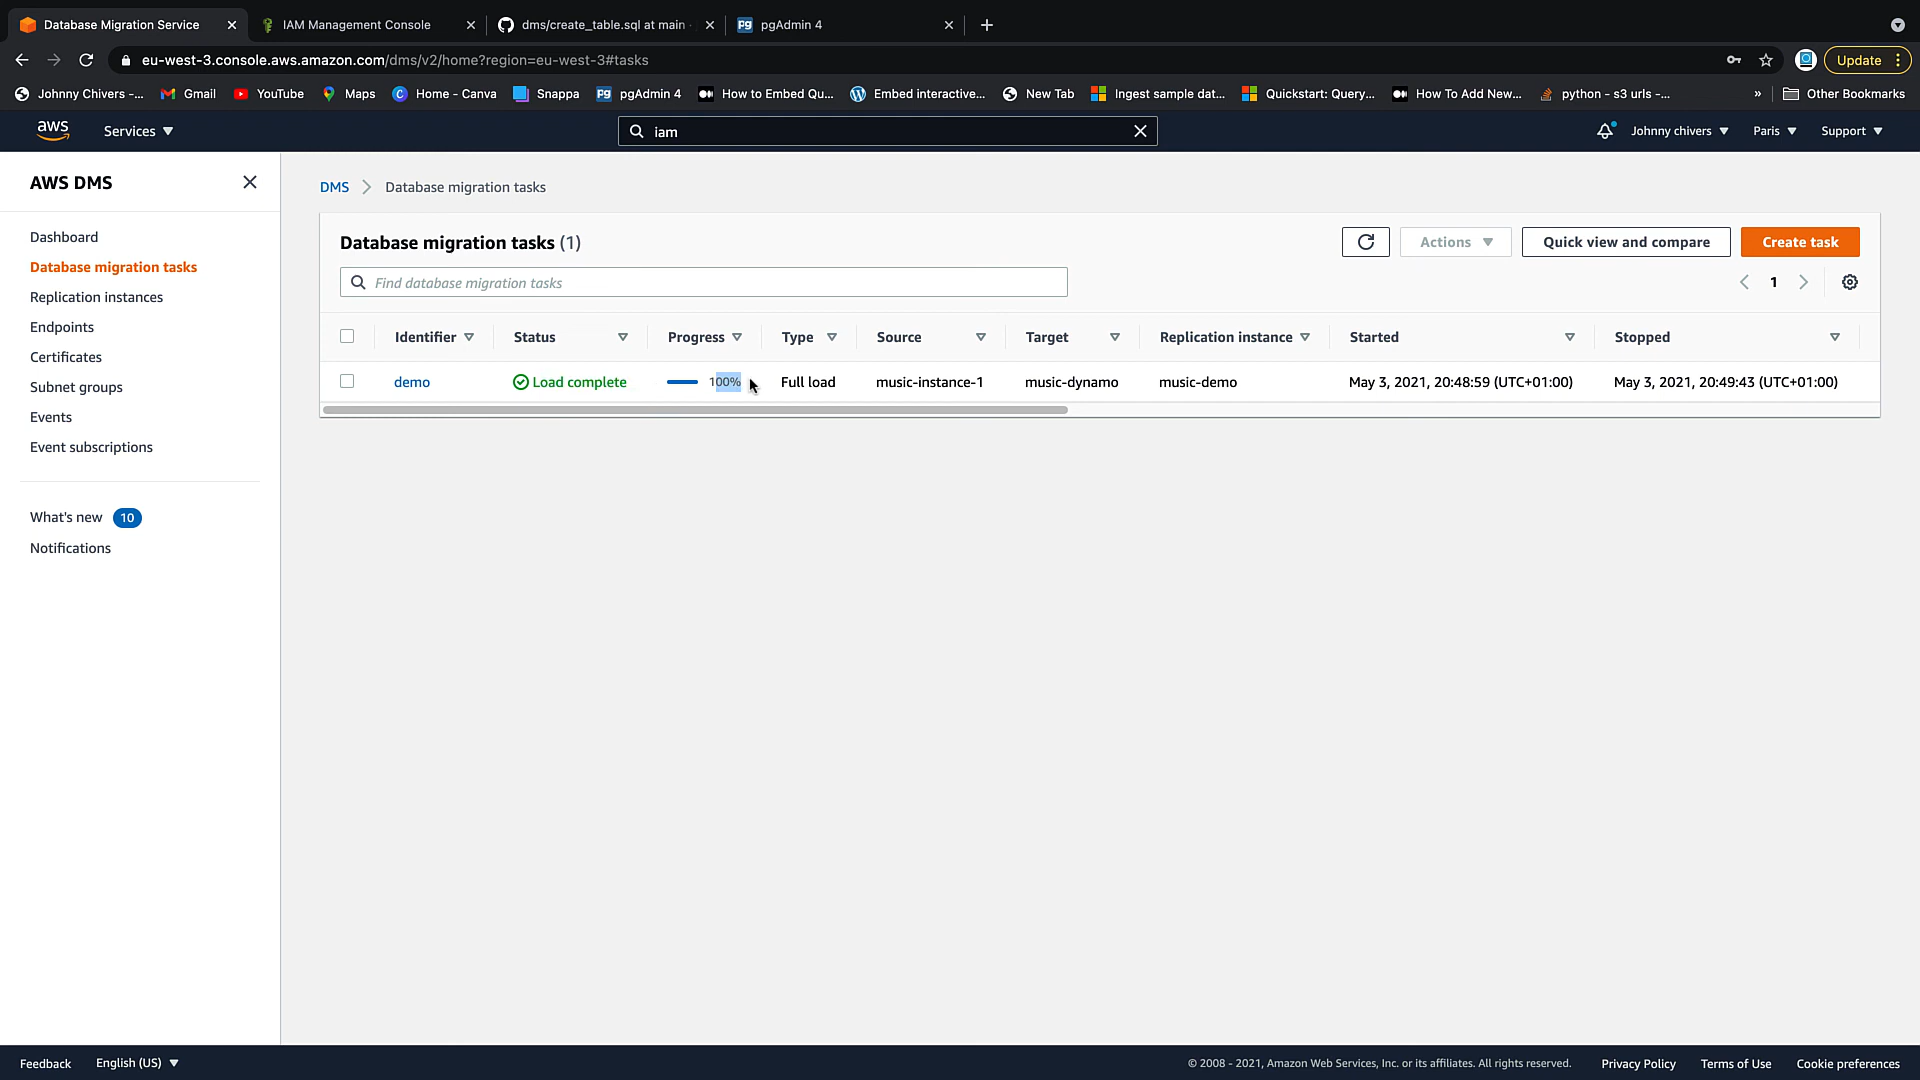 Database Migration Service
IAM Management Console
dms/create_table.sql at main ·
Pg pgAdmin 4
eu-west-3.console.aws.amazon.com/dms/v2/home?region=eu-west-3#tasks
Update
Johnny Chivers -...
Gmail
YouTube
Maps
C Home - Canva
Snappa
Pg pgAdmin 4
How to Embed Qu...
Embed interactive...
New Tab
Ingest sample dat...
Quickstart: Query,...
How To Add New...
python - s3 urls -...
»
Other Bookmarks
aws
Services
iam
Johnny chivers
Paris
Support
AWS DMS
Dashboard
Database migration tasks
Replication instances
Endpoints
Certificates
Subnet groups
Events
Event subscriptions
What's new 10
Notifications
DMS > Database migration tasks
Database migration tasks (1)
Actions
Quick view and compare
Create task
Find database migration tasks
1
Identifier Status Progress Type Source Target Replication instance Started Stopped
demo Load complete 100% Full load music-instance-1 music-dynamo music-demo May 3, 2021, 20:48:59 (UTC+01:00) May 3, 2021, 20:49:43 (UTC+01:00)
Feedback English (US) © 2008 - 2021, Amazon Web Services, Inc. or its affiliates. All rights reserved. Privacy Policy Terms of Use Cookie preferences